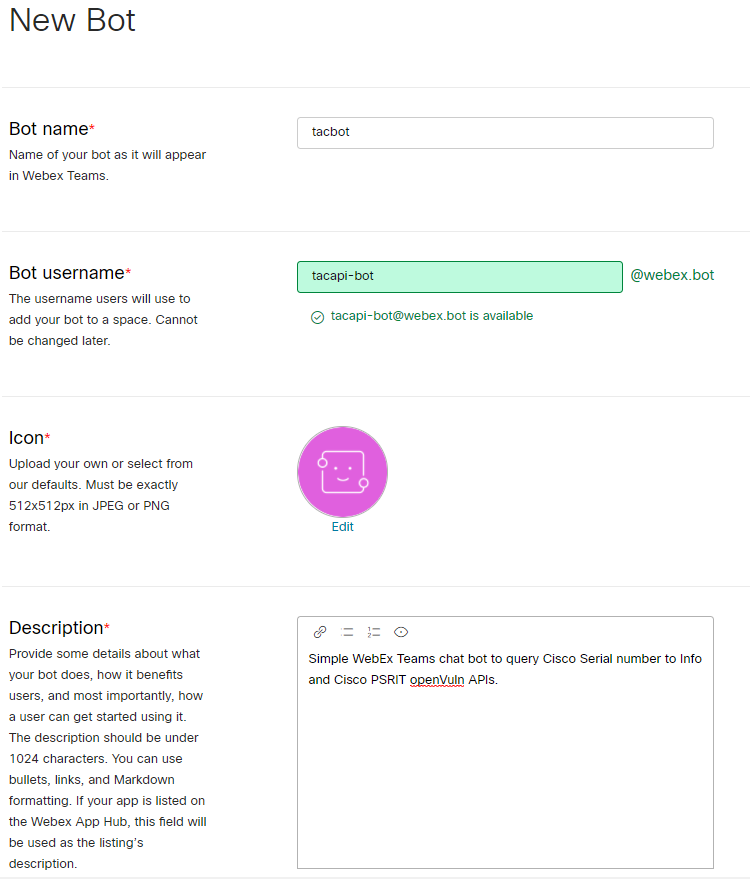 New Bot
Bot name*
Name of your bot as it will appear
in Webex Teams.
tacbot
Bot username*
The username users will use to
add your bot to a space. Cannot
be changed later.
tacapi-bot
@webex.bot
tacapi-bot@webex.bot is available
Icon*
Upload your own or select from
our defaults. Must be exactly
512x512px in JPEG or PNG
format.
Edit
Description*
Provide some details about what
your bot does, how it benefits
users, and most importantly, how
a user can get started using it.
The description should be under
1024 characters. You can use
bullets, links, and Markdown
formatting. If your app is listed on
the Webex App Hub, this field will
be used as the listing's
description.
Simple WebEx Teams chat bot to query Cisco Serial number to Info
and Cisco PSRIT openVuln APIs.